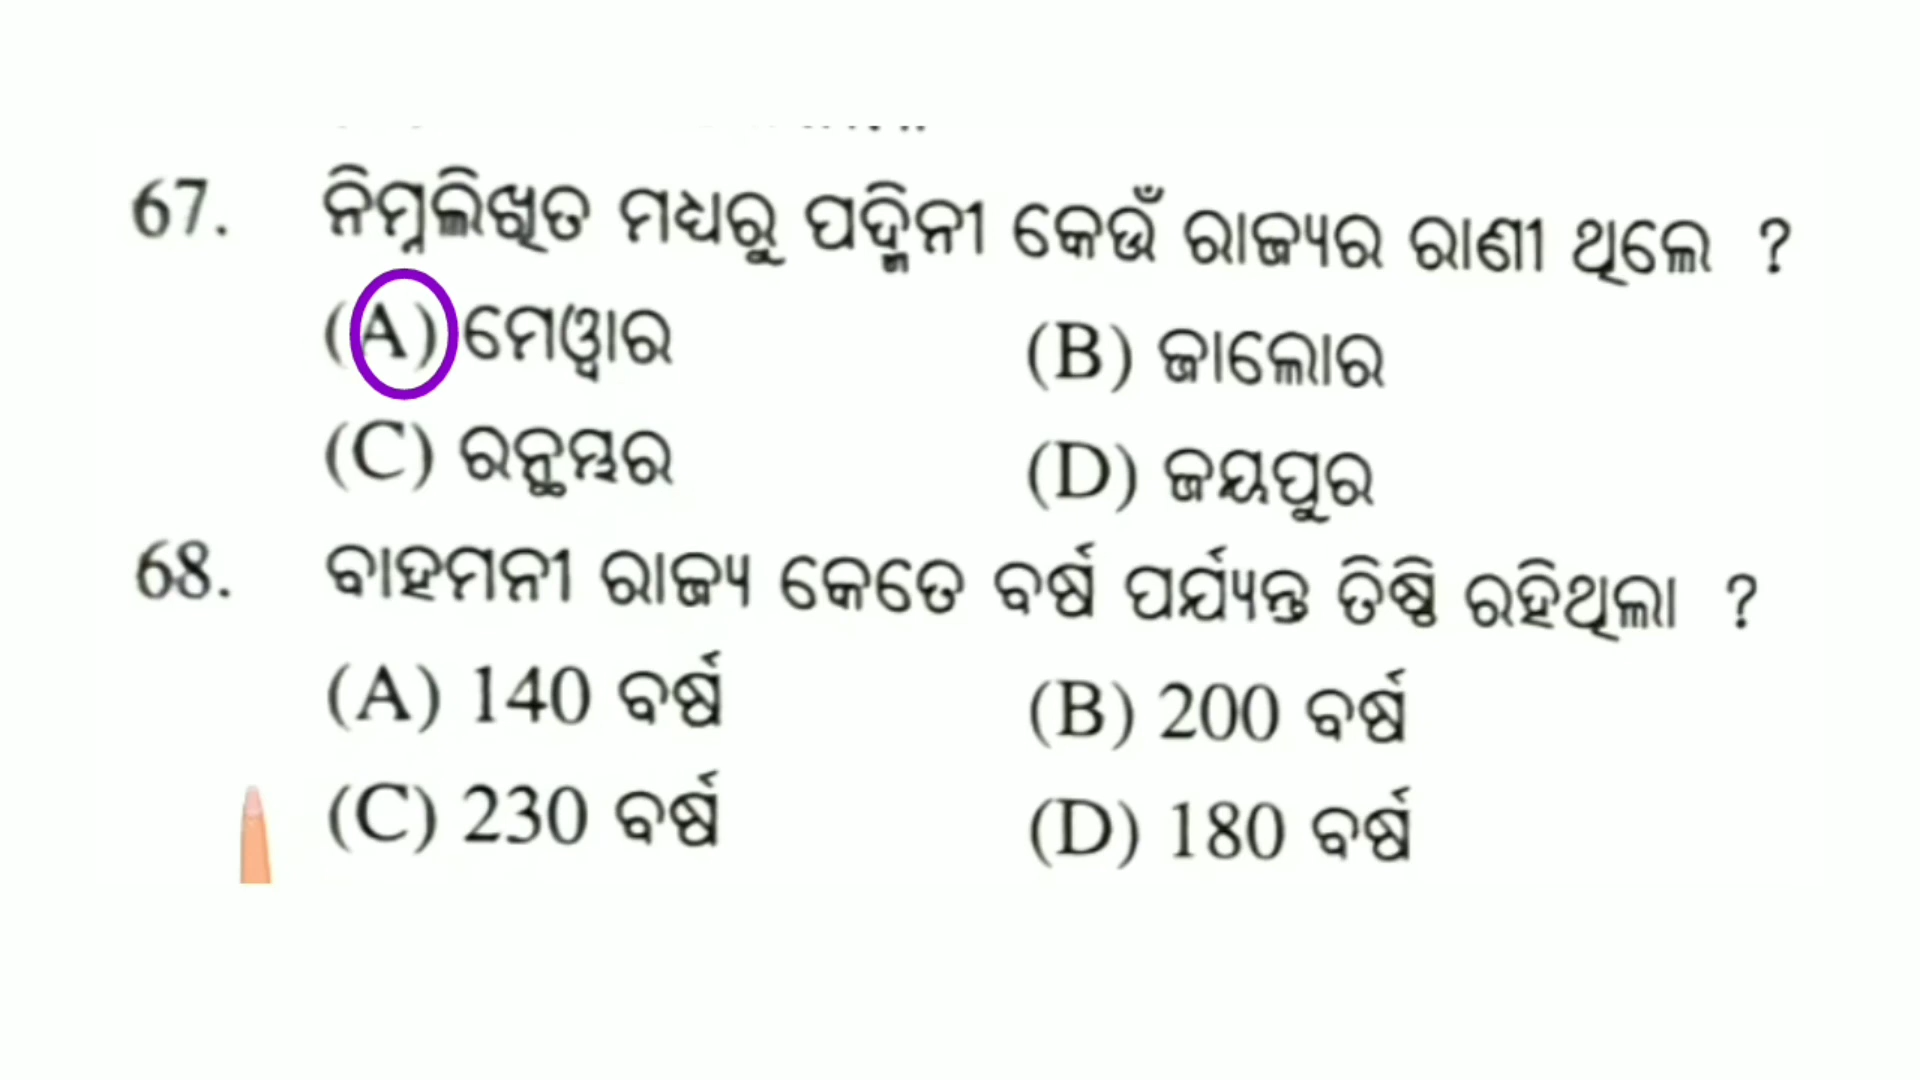 67. ନିମ୍ନଲିଖିତ ମଧ୍ୟରୁ ପଦ୍ମିନୀ କେଉଁ ରାଜ୍ୟର ରାଣୀ ଥିଲେ ?
(A) ମେୱାର (B) ଜାଲୋର
(C) ରନ୍ଥମ୍ଭର (D) ଜୟପୁର
68. ବାହମନୀ ରାଜ୍ୟ କେତେ ବର୍ଷ ପର୍ଯ୍ୟନ୍ତ ତିଷ୍ଠି ରହିଥିଲା ?
(A) 140 ବର୍ଷ (B) 200 ବର୍ଷ
(C) 230 ବର୍ଷ (D) 180 ବର୍ଷ